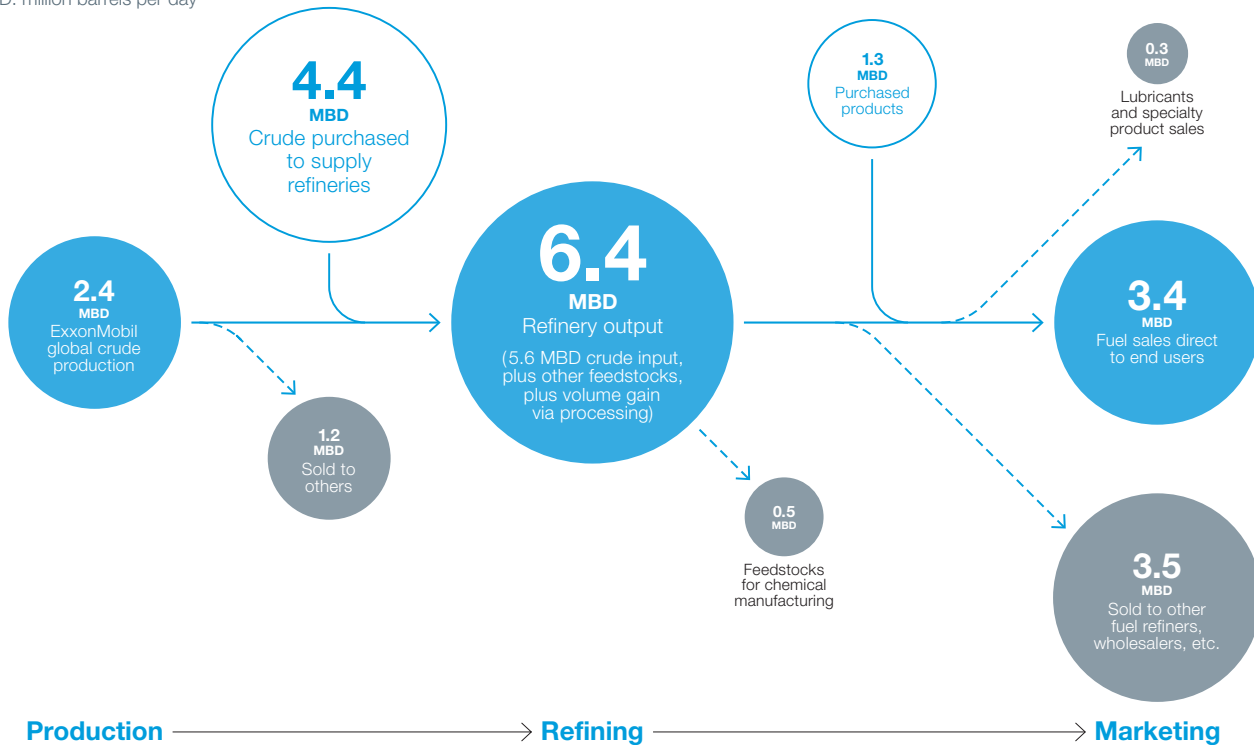 D: million barrels per day
4.4
MBD
Crude purchased
to supply
refineries
1.3
MBD
Purchased
products
0.3
MBD
Lubricants
and specialty
product sales
2.4
MBD
ExxonMobil
global crude
production
6.4
MBD
Refinery output
(5.6 MBD crude input,
plus other feedstocks,
plus volume gain
via processing)
3.4
MBD
Fuel sales direct
to end users
1.2
MBD
Sold to
others
0.5
MBD
Feedstocks
for chemical
manufacturing
3.5
MBD
Sold to other
fuel refiners,
wholesalers, etc.
Production
Refining
Marketing